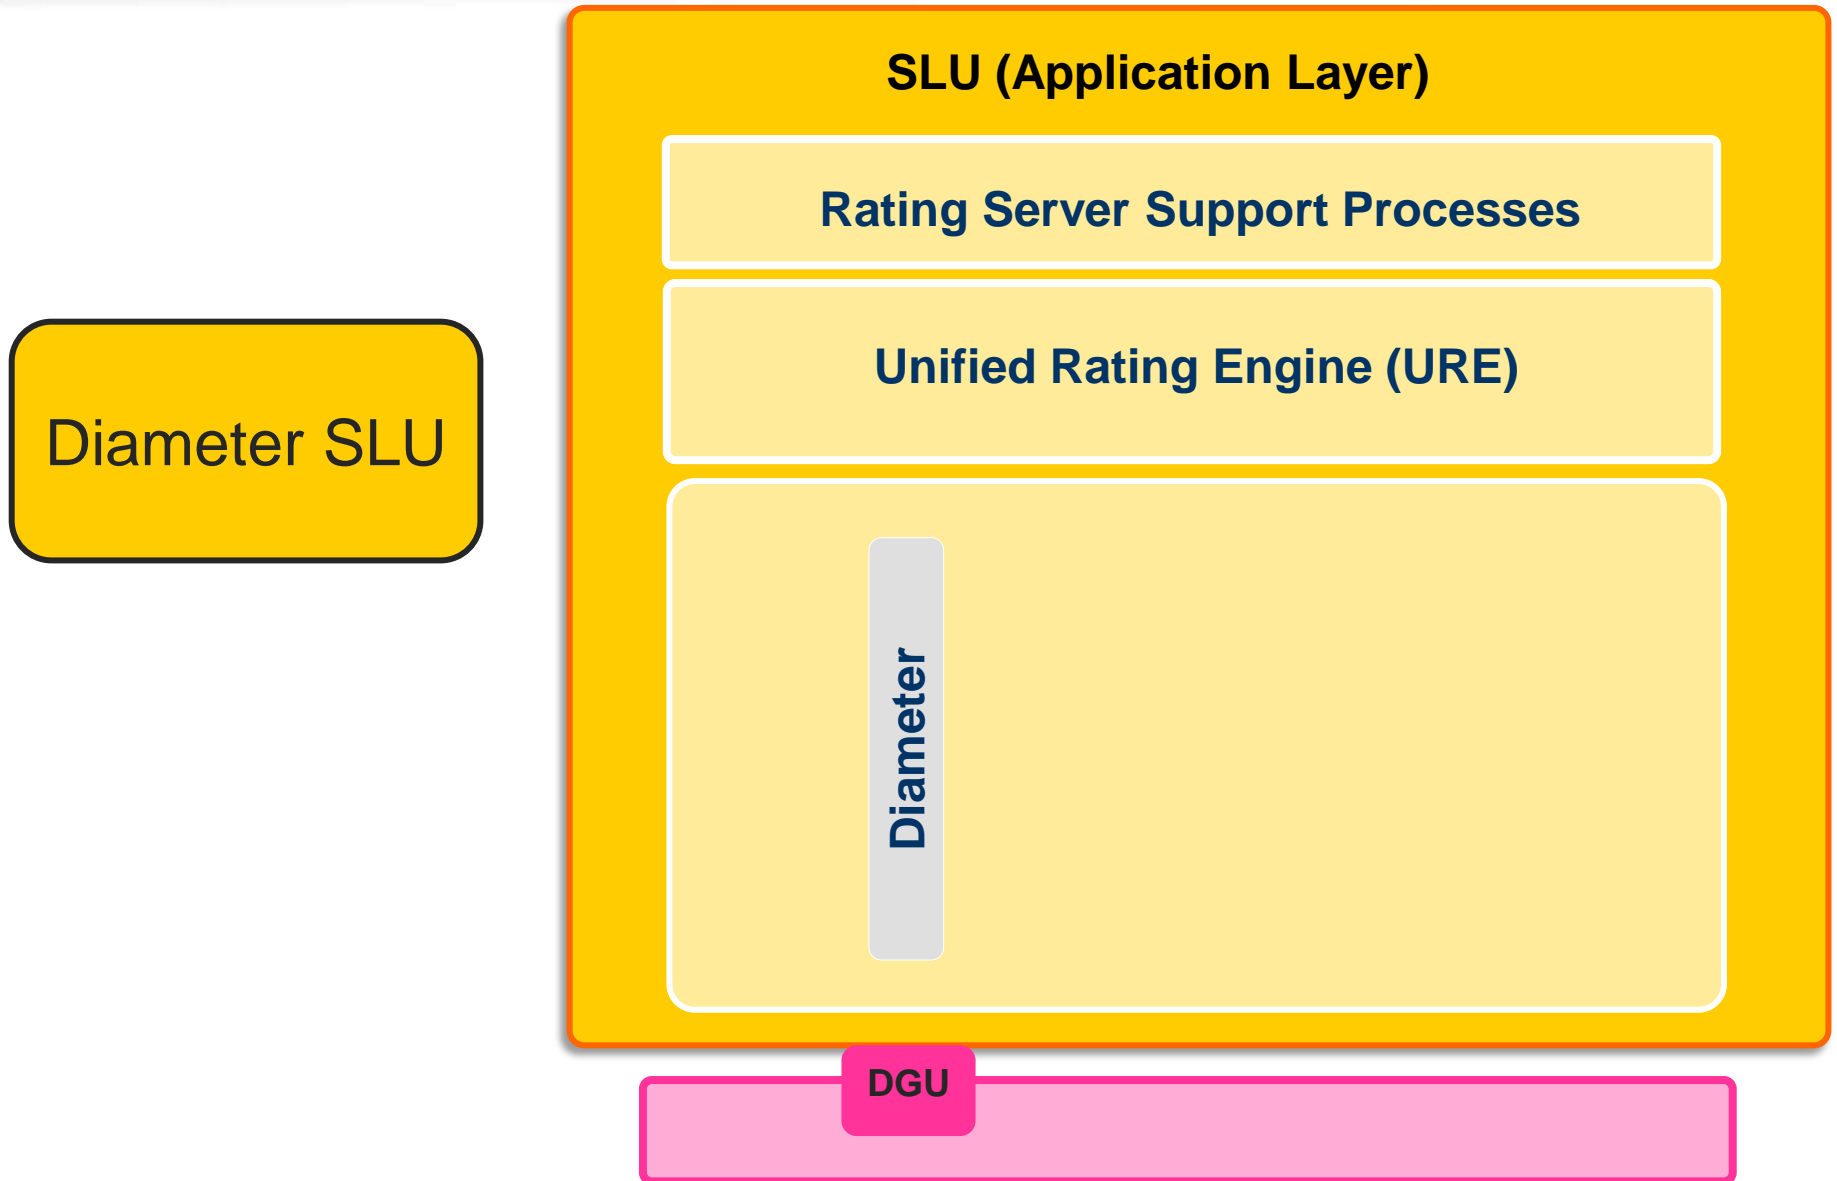 SLU (Application Layer)
Rating Server Support Processes
Unified Rating Engine (URE)
Diameter SLU
Diameter
DGU